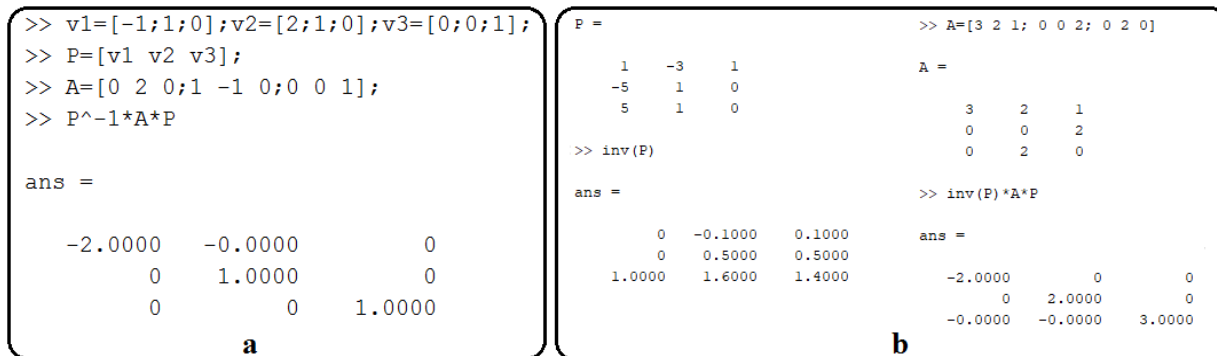 >> v1=[-1;1;0];v2=[2;1;0];v3=[0;0;1];
>> P=[v1 v2 v3];
>> A=[0 2 0;1 -1 0;0 0 1];
>> P^-1*A*P
ans =
-2.0000 -0.0000 0
0 1.0000 0
0 0 1.0000
a
P =
1 -3 1
-5 1 0
5 1 0
>> inv(P)
ans =
0 -0.1000 0.1000
0 0.5000 0.5000
1.0000 1.6000 1.4000
>> A=[3 2 1; 0 0 2; 0 2 0]
A =
3 2 1
0 0 2
0 2 0
>> inv(P)*A*P
ans =
-2.0000 0 0
0 2.0000 0
-0.0000 -0.0000 3.0000
b